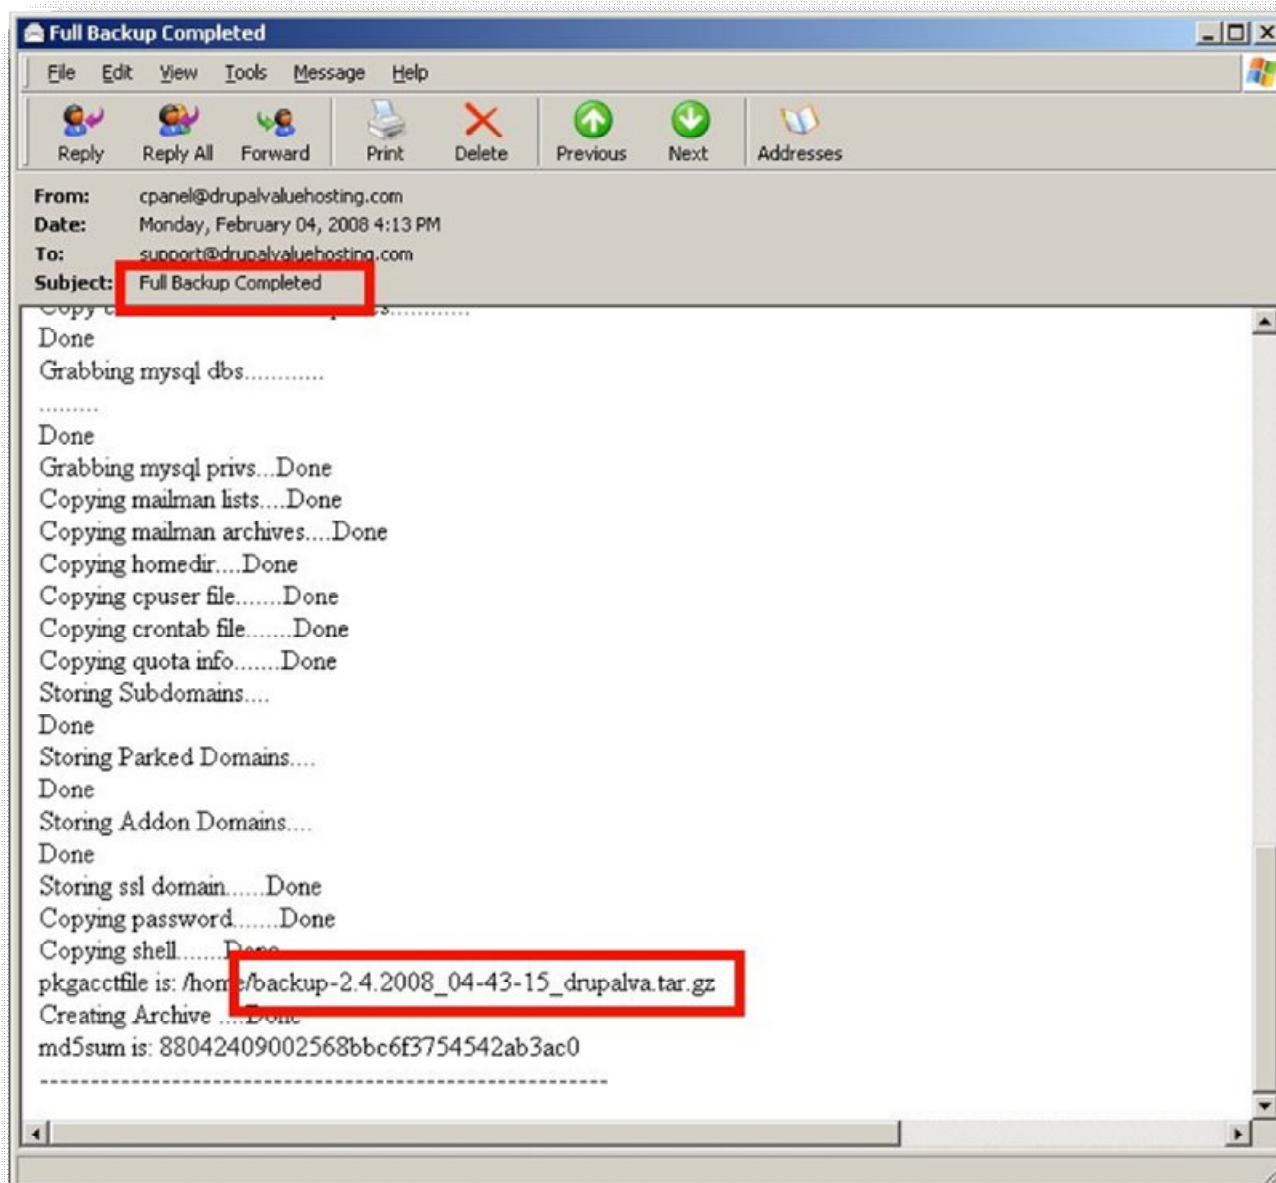 Full Backup Completed
File Edit View Tools Message Help
Reply Reply All Forward Print Delete Previous Next Addresses
From: cpanel@drupalvaluehosting.com
Date: Monday, February 04, 2008 4:13 PM
To: support@drupalvaluehosting.com
Subject: Full Backup Completed
Copy
Done
Grabbing mysql dbs............
.........
Done
Grabbing mysql privs...Done
Copying mailman lists....Done
Copying mailman archives....Done
Copying homedir....Done
Copying cpuser file.......Done
Copying crontab file.......Done
Copying quota info.......Done
Storing Subdomains....
Done
Storing Parked Domains....
Done
Storing Addon Domains....
Done
Storing ssl domain......Done
Copying password.......Done
Copying shell.......Done
pkgacctfile is: /home/backup-2.4.2008_04-43-15_drupalva.tar.gz
Creating Archive ....Done
md5sum is: 88042409002568bbc6f3754542ab3ac0
--------------------------------------------------------